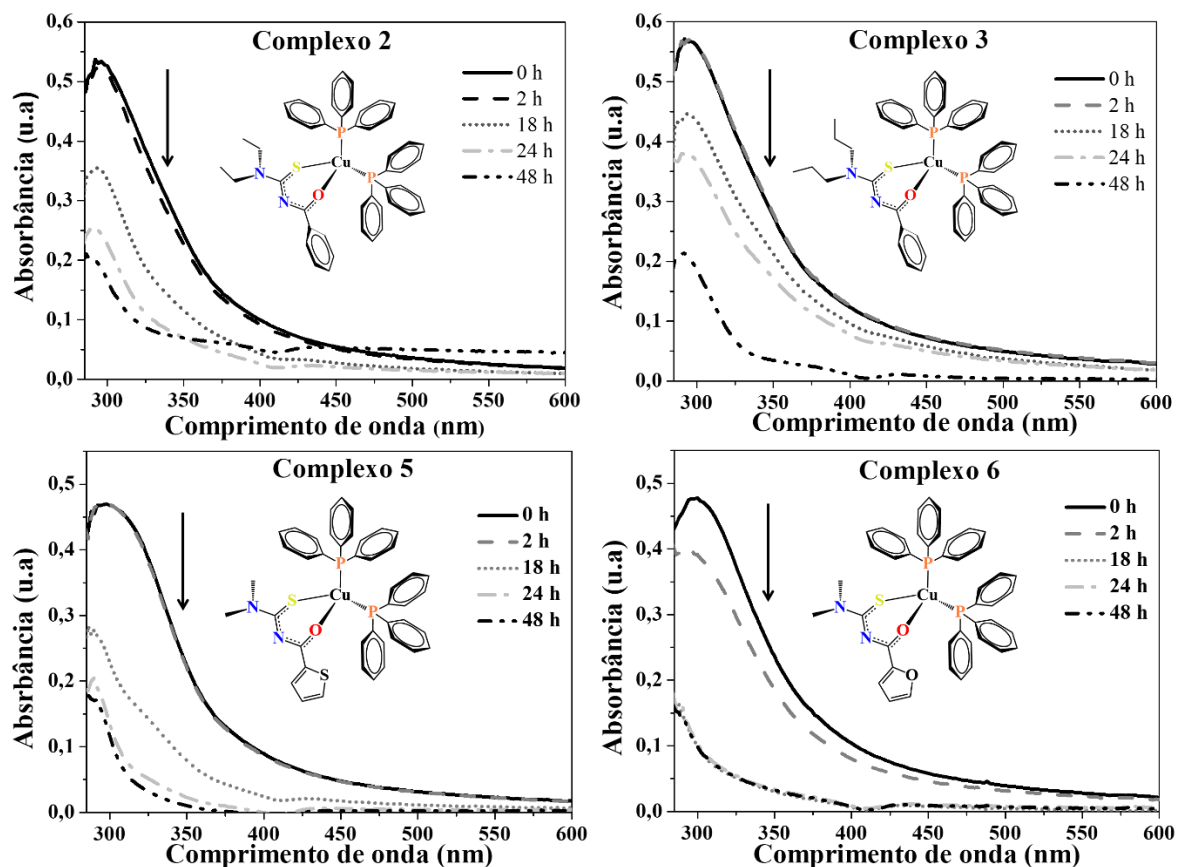 Complexo 2
Absorbância (u.a)
0,6
0,5
0,4
0,3
0,2
0,1
0,0
0 h
2 h
18 h
24 h
48 h
P
S
Cu
P
N
O
N
300
350
400
450
500
550
600
Comprimento de onda (nm)
Complexo 3
Absorbância (u.a)
0,6
0,5
0,4
0,3
0,2
0,1
0,0
0 h
2 h
18 h
24 h
48 h
P
S
Cu
P
N
O
N
300
350
400
450
500
550
600
Comprimento de onda (nm)
Complexo 5
Absrbância (u.a)
0,5
0,4
0,3
0,2
0,1
0,0
0 h
2 h
18 h
24 h
48 h
P
S
Cu
P
N
O
N
S
300
350
400
450
500
550
600
Comprimento de onda (nm)
Complexo 6
Absorbância (u.a)
0,5
0,4
0,3
0,2
0,1
0,0
0 h
2 h
18 h
24 h
48 h
P
S
Cu
P
N
O
N
O
300
350
400
450
500
550
600
Comprimento de onda (nm)